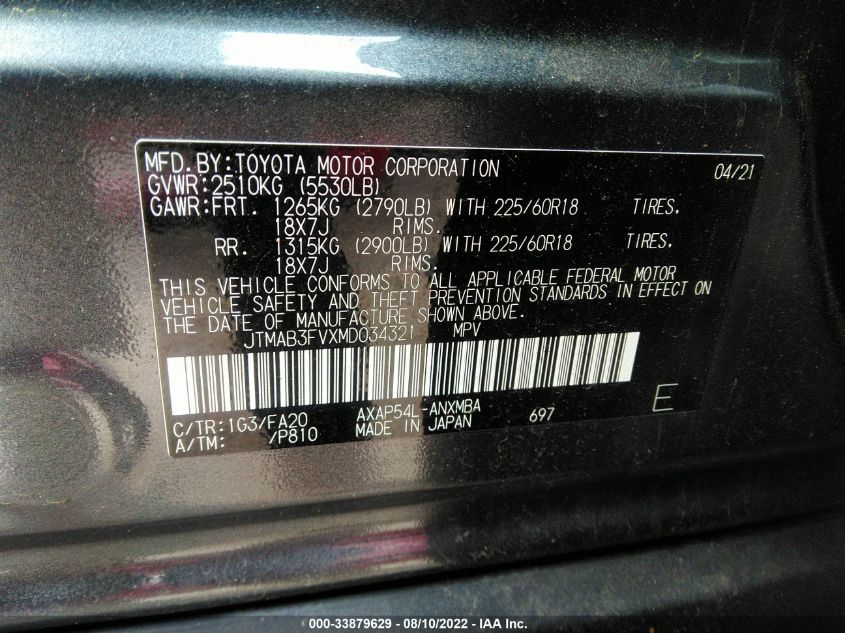 MFD.BY:TOYOTA MOTOR CORPORATION 04/21
GVWR:2510KG (5530LB)
GAWR:FRT. 1265KG (2790LB) WITH 225/60R18 TIRES.
18X7J RIMS.
RR. 1315KG (2900LB) WITH 225/60R18 TIRES.
18X7J RIMS.
THIS VEHICLE CONFORMS TO ALL APPLICABLE FEDERAL MOTOR
VEHICLE SAFETY AND THEFT PREVENTION STANDARDS IN EFFECT ON
THE DATE OF MANUFACTURE SHOWN ABOVE.
JTMAB3FVXMD034321 MPV
C/TR:1G3/FA20 AXAP54L-ANXMBA 697 E
A/TM: /P810 MADE IN JAPAN
000-33879629 - 08/10/2022 - IAA Inc.